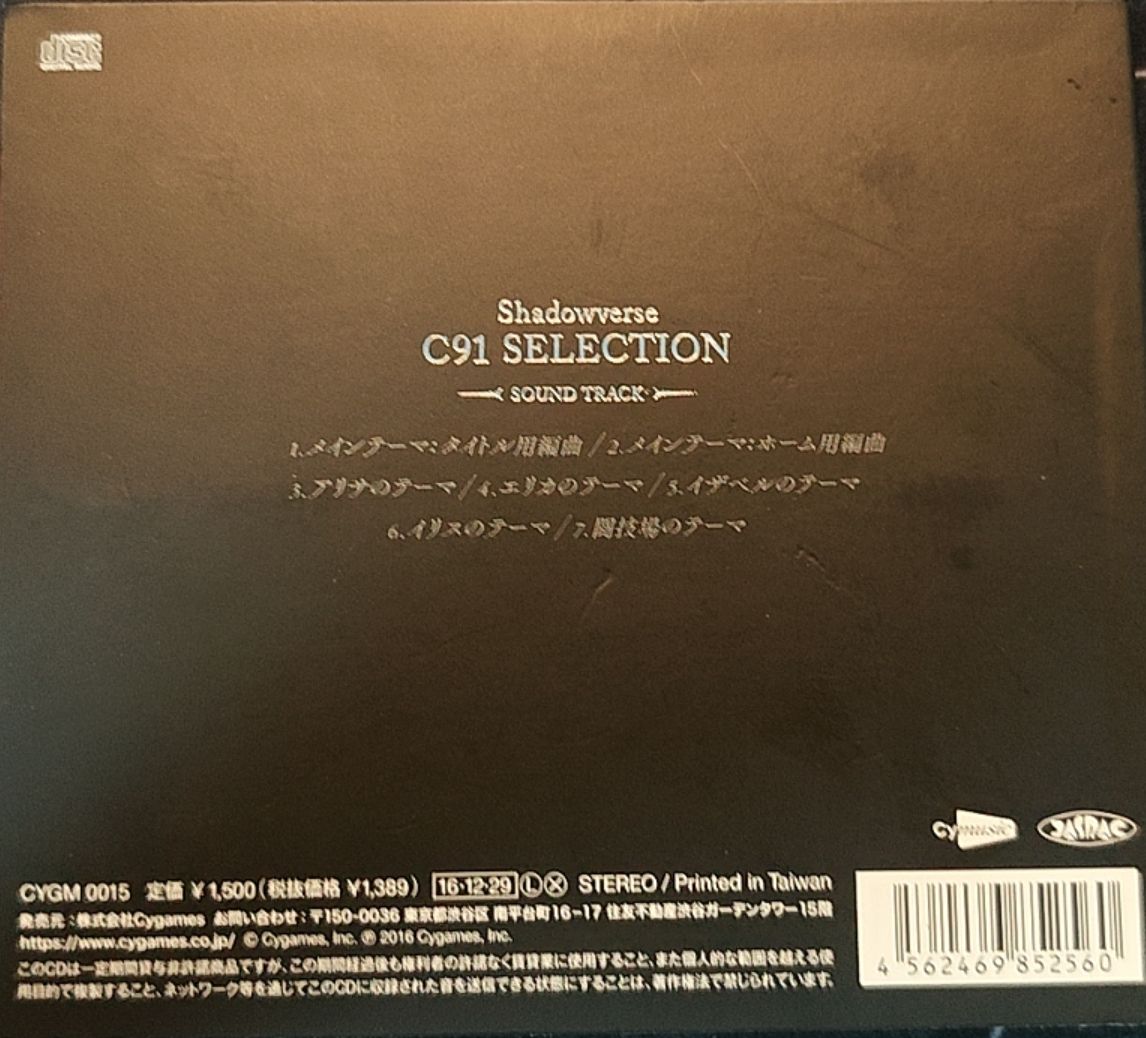 disc
Shadowverse
C91 SELECTION
SOUND TRACK
1.メインテーマ:タイトル用編曲 / 2.メインテーマ:ホーム用編曲
3.アリサのテーマ / 4.エリカのテーマ / 5.イザベルのテーマ
6.イリスのテーマ / 7.闘技場のテーマ
Cymusic JASRAC
CYGM 0015 定価 ¥1,500(税抜価格 ¥1,389) 16・12・29 Ⓛ Ⓧ STEREO / Printed in Taiwan
発売元:株式会社Cygames お問い合わせ:〒150-0036 東京都渋谷区 南平台町16-17 住友不動産渋谷ガーデンタワー15階
https://www.cygames.co.jp/ © Cygames, Inc. ℗ 2016 Cygames, Inc.
このCDは一定期間貸与非許諾商品ですが、この期間経過後も権利者の許諾なく賃貸業に使用すること、また個人的な範囲を越える使
用目的で複製すること、ネットワーク等を通じてこのCDに収録された音を送信できる状態にすることは、著作権法で禁じられています。
4 562469 852560